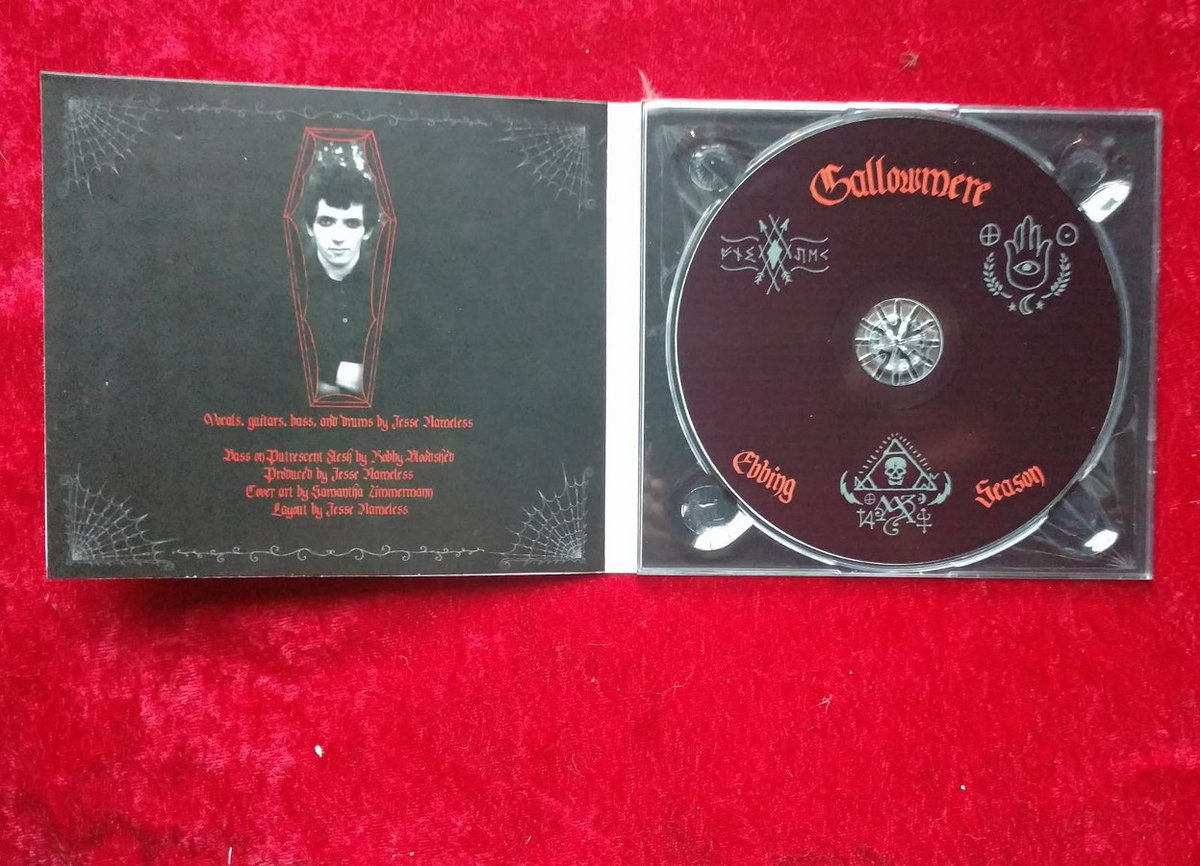 Vocals, guitars, bass, and drums by Jesse Nameless
Bass on Putrescent Flesh by Bobby Bloodshed
Produced by Jesse Nameless
Cover art by Samantha Zimmermann
Layout by Jesse Nameless
Gallowmere
Ebbing
Season